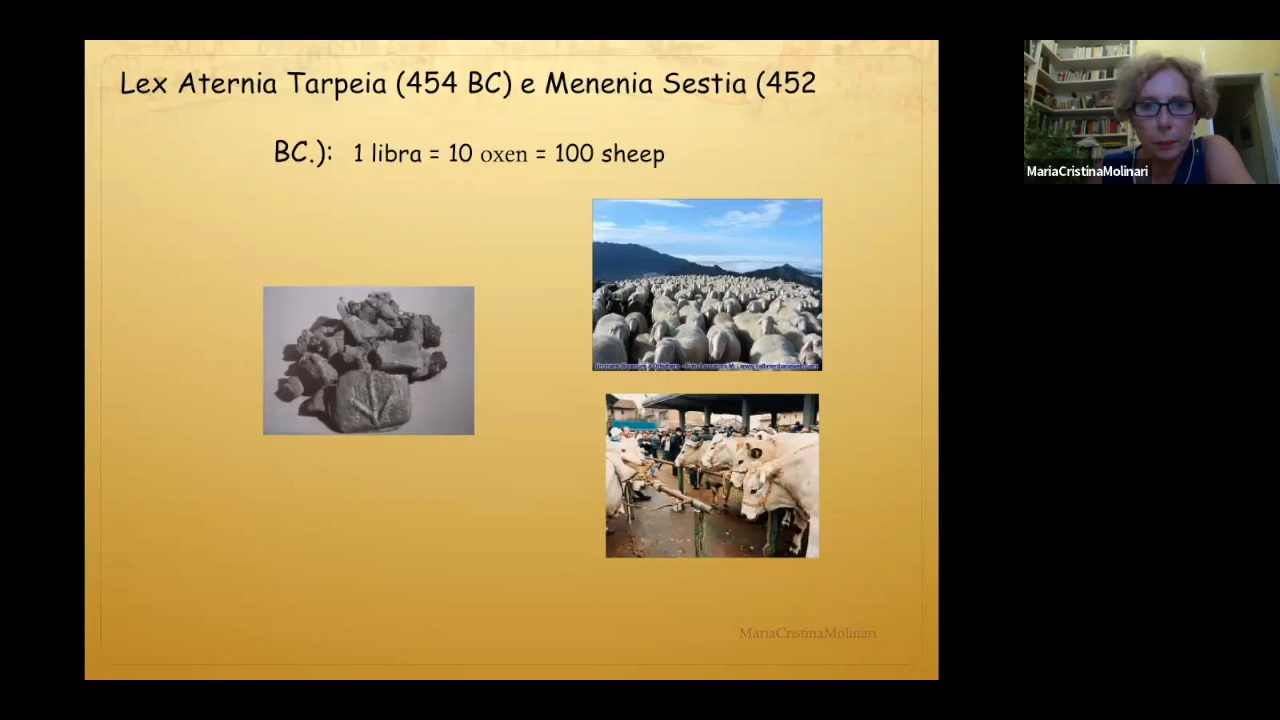 Lex Aternia Tarpeia (454 BC) e Menenia Sestia (452
BC.): 1 libra = 10 oxen = 100 sheep
MariaCristinaMolinari
MariaCristinaMolinari